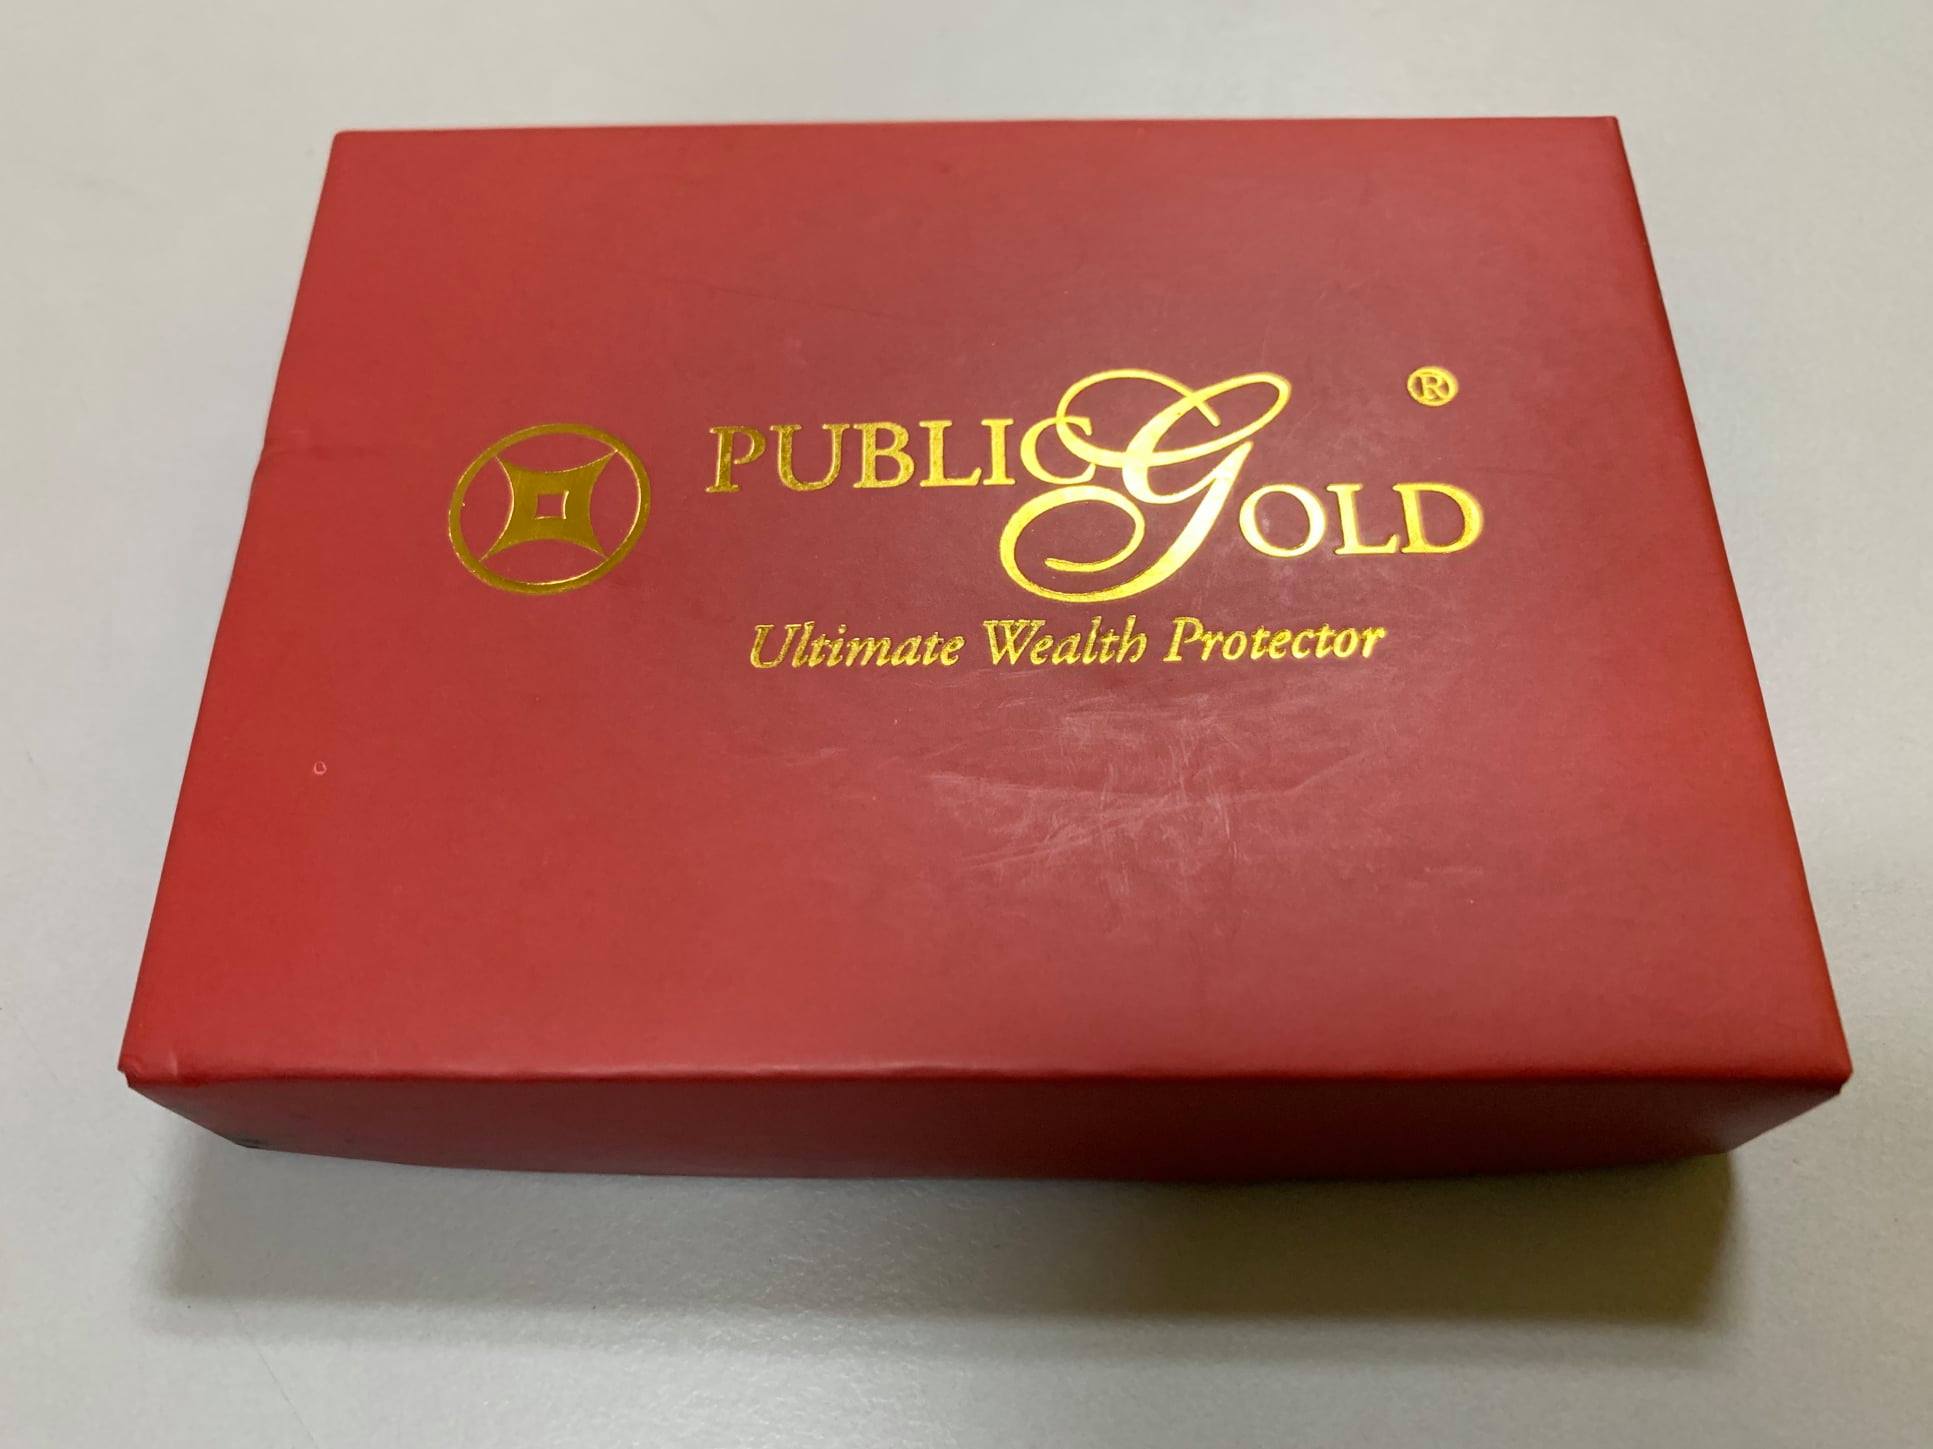 PUBLIC GOLD ®
Ultimate Wealth Protector